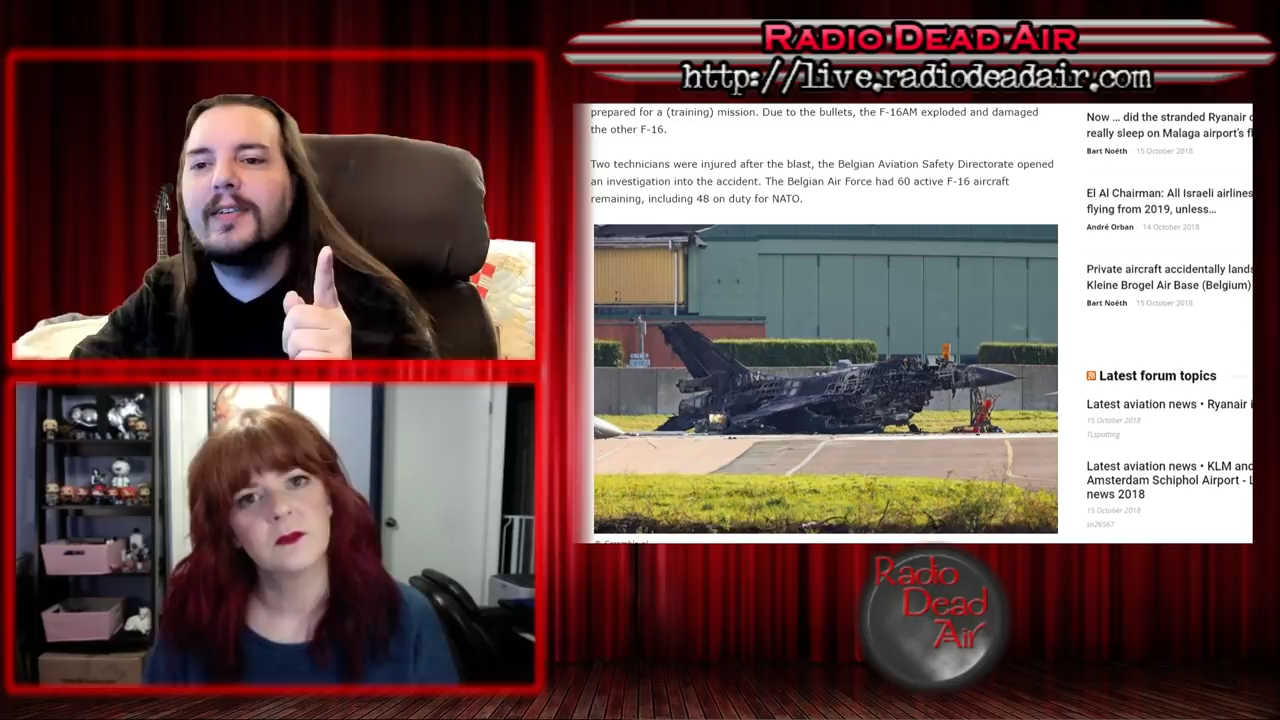 Radio Dead Air
http://live.radiodeadair.com
prepared for a (training) mission. Due to the bullets, the F-16AM exploded and damaged
the other F-16.
Two technicians were injured after the blast, the Belgian Aviation Safety Directorate opened
an investigation into the accident. The Belgian Air Force had 60 active F-16 aircraft
remaining, including 48 on duty for NATO.
Now … did the stranded Ryanair
really sleep on Malaga airport's
Bart Noëth 15 October 2018
El Al Chairman: All Israeli airlines
flying from 2019, unless…
André Orban - 14 October 2018
Private aircraft accidentally lands
Kleine Brogel Air Base (Belgium)
Bart Noëth 15 October 2018
Latest forum topics
Latest aviation news • Ryanair
15 October 2018
TLspotting
Latest aviation news • KLM and
Amsterdam Schiphol Airport -
news 2018
15 October 2018
sn26567
Radio
Dead
Air